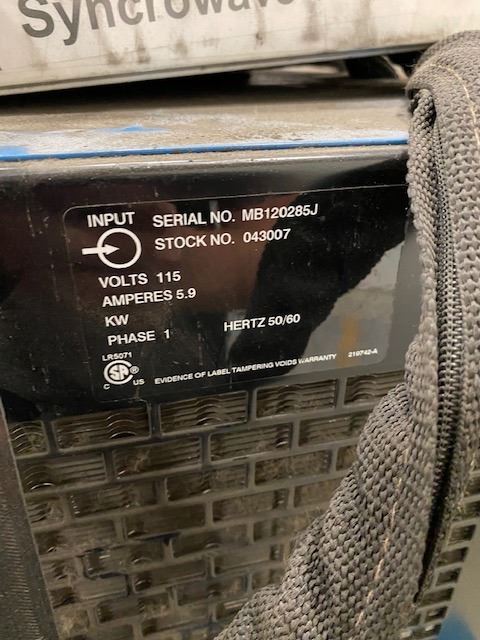 Syncrowave
INPUT
SERIAL NO. MB120285J
STOCK NO. 043007
VOLTS 115
AMPERES 5.9
KW
PHASE 1 HERTZ 50/60
LR5071
SA ®
C US
EVIDENCE OF LABEL TAMPERING VOIDS WARRANTY 219742-A